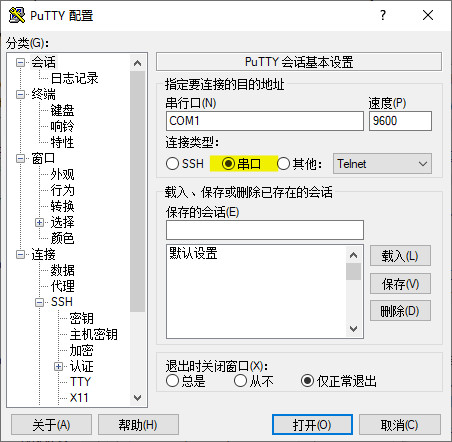 PuTTY 配置
分类(G):
会话
日志记录
终端
键盘
响铃
特性
窗口
外观
行为
转换
选择
颜色
连接
数据
代理
SSH
密钥
主机密钥
加密
认证
TTY
X11
PuTTY 会话基本设置
指定要连接的目的地址
串行口(N) 速度(P)
COM1 9600
连接类型:
SSH 串口 其他: Telnet
载入、保存或删除已存在的会话
保存的会话(E)
默认设置
载入(L)
保存(V)
删除(D)
退出时关闭窗口(X):
总是 从不 仅正常退出
关于(A) 帮助(H) 打开(O) 取消(C)